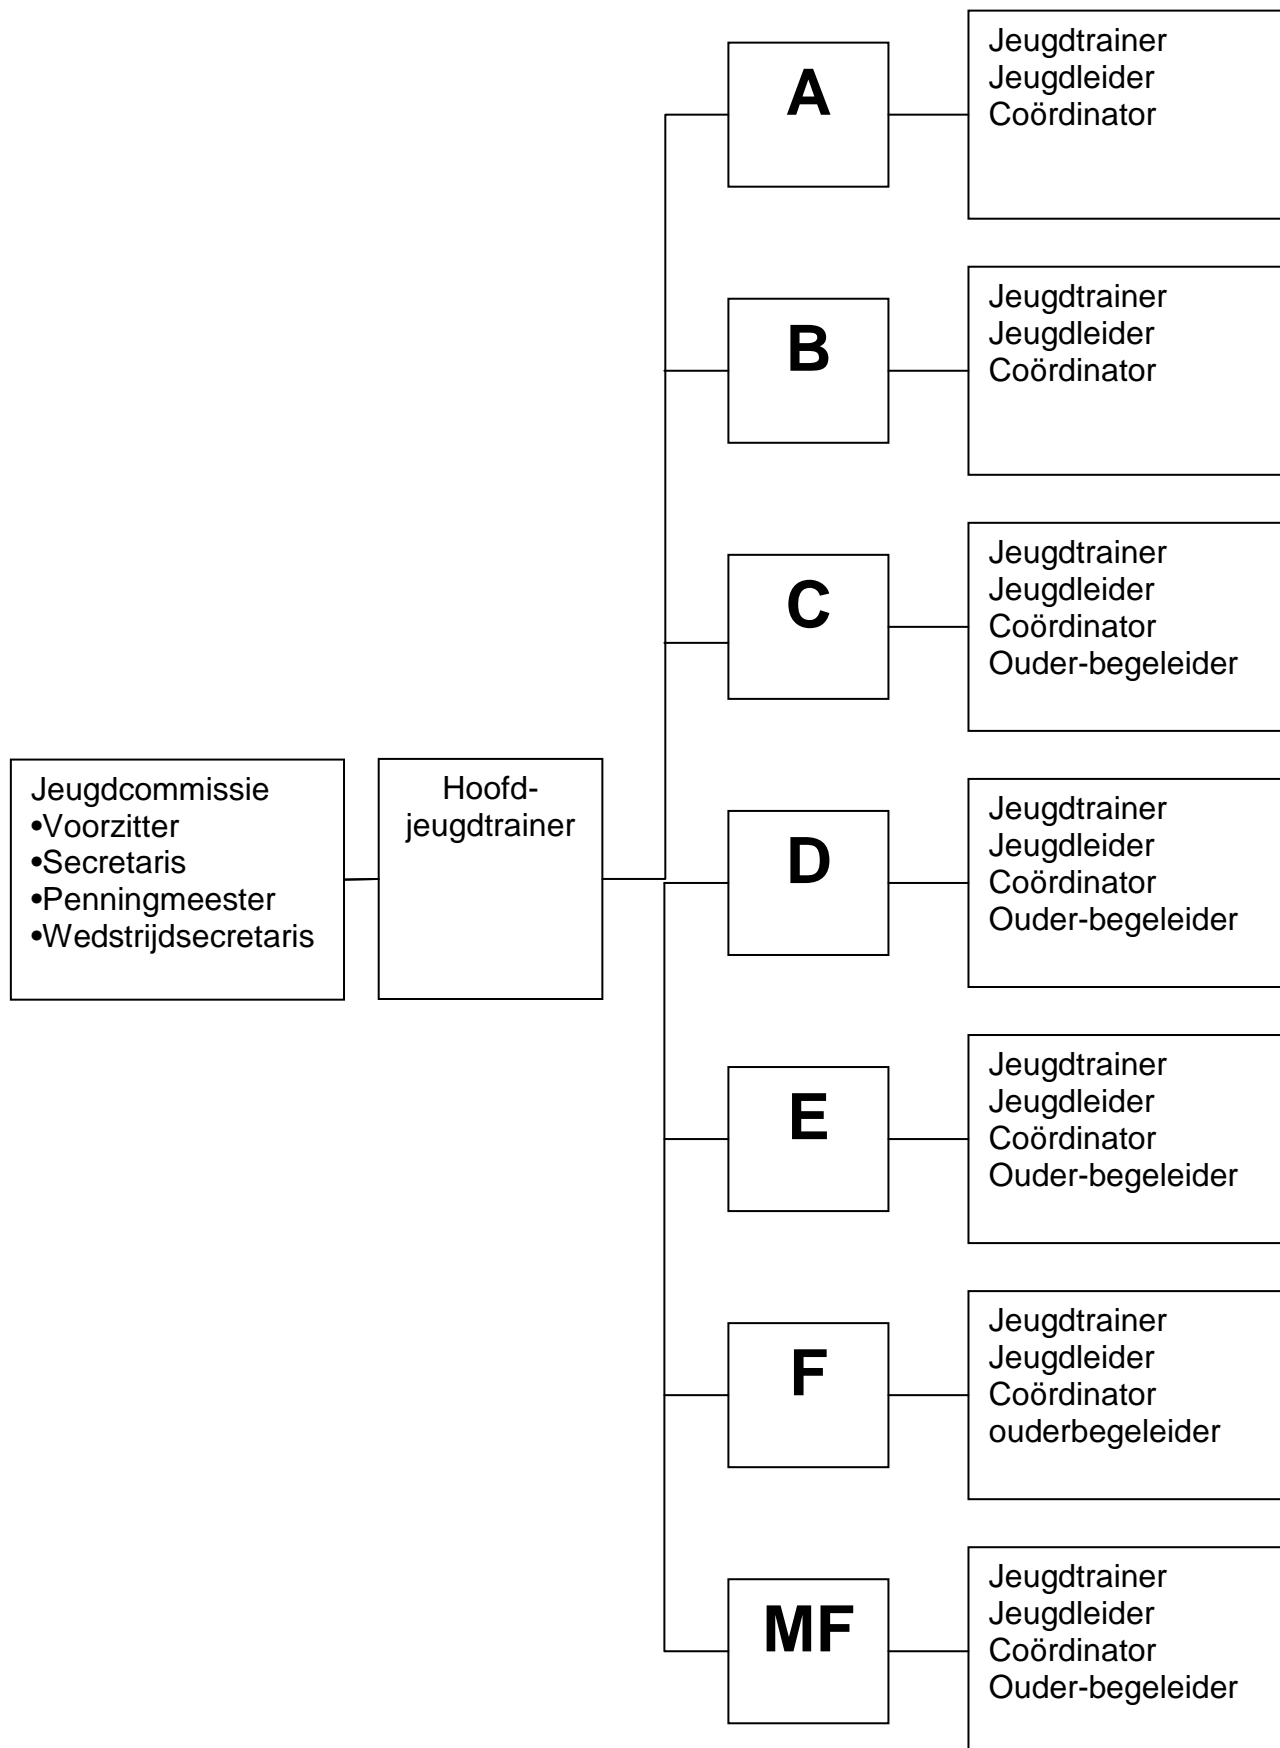 Jeugdcommissie
•Voorzitter
•Secretaris
•Penningmeester
•Wedstrijdsecretaris
Hoofd-
jeugdtrainer
A
Jeugdtrainer
Jeugdleider
Coördinator
B
Jeugdtrainer
Jeugdleider
Coördinator
C
Jeugdtrainer
Jeugdleider
Coördinator
Ouder-begeleider
D
Jeugdtrainer
Jeugdleider
Coördinator
Ouder-begeleider
E
Jeugdtrainer
Jeugdleider
Coördinator
Ouder-begeleider
F
Jeugdtrainer
Jeugdleider
Coördinator
ouderbegeleider
MF
Jeugdtrainer
Jeugdleider
Coördinator
Ouder-begeleider